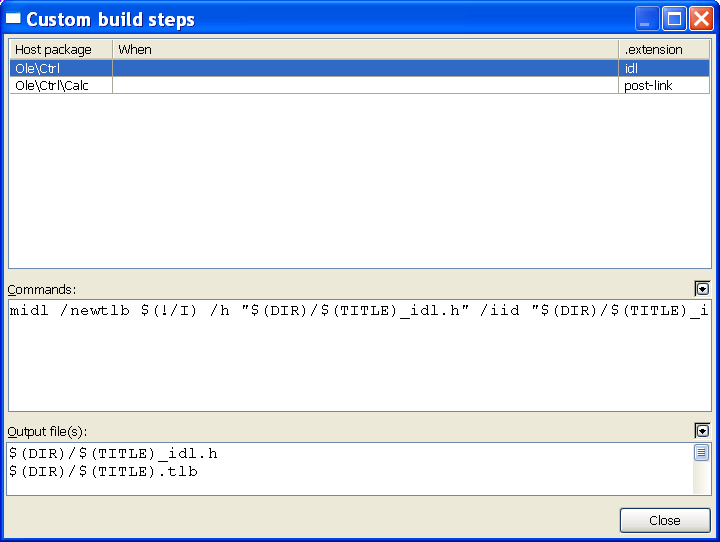 Custom build steps
Host package When .extension
Ole\Ctrl idl
Ole\Ctrl\Calc post-link
Commands:
midl /newtlb $(!/I) /h "$(DIR)/$(TITLE)_idl.h" /iid "$(DIR)/$(TITLE)_i
Output file(s):
$(DIR)/$(TITLE)_idl.h
$(DIR)/$(TITLE).tlb
Close